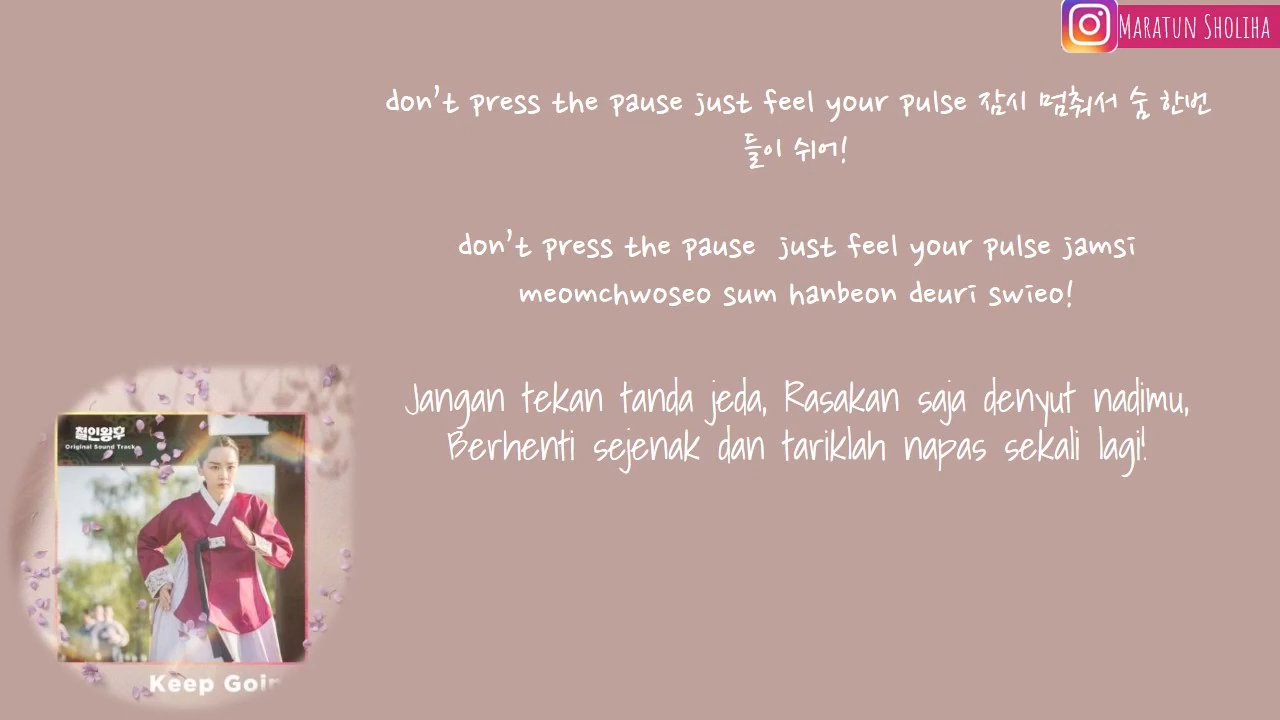 Maratun Sholiha
don't press the pause just feel your pulse 잠시 멈춰서 숨 한번
들이 쉬어!
don't press the pause just feel your pulse jamsi
meomchwoseo sum hanbeon deuri swieo!
Jangan tekan tanda jeda, Rasakan saja denyut nadimu,
Berhenti sejenak dan tariklah napas sekali lagi!
철인왕후
Original Sound Track
Keep Goin